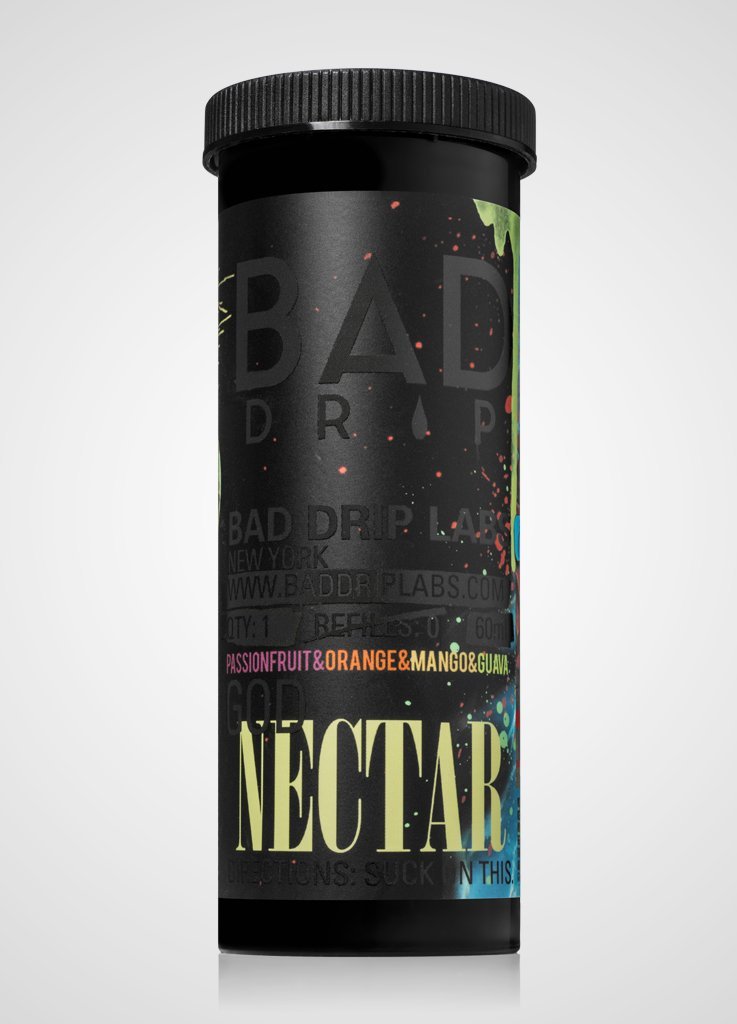 BAD
DRIP
BAD DRIP LABS
NEW YORK
WWW.BADDRIPLABS.COM
QTY: 1 REFILLS: 0 60ml
PASSIONFRUIT&ORANGE&MANGO&GUAVA
GOD
NECTAR
DIRECTIONS: SUCK ON THIS.